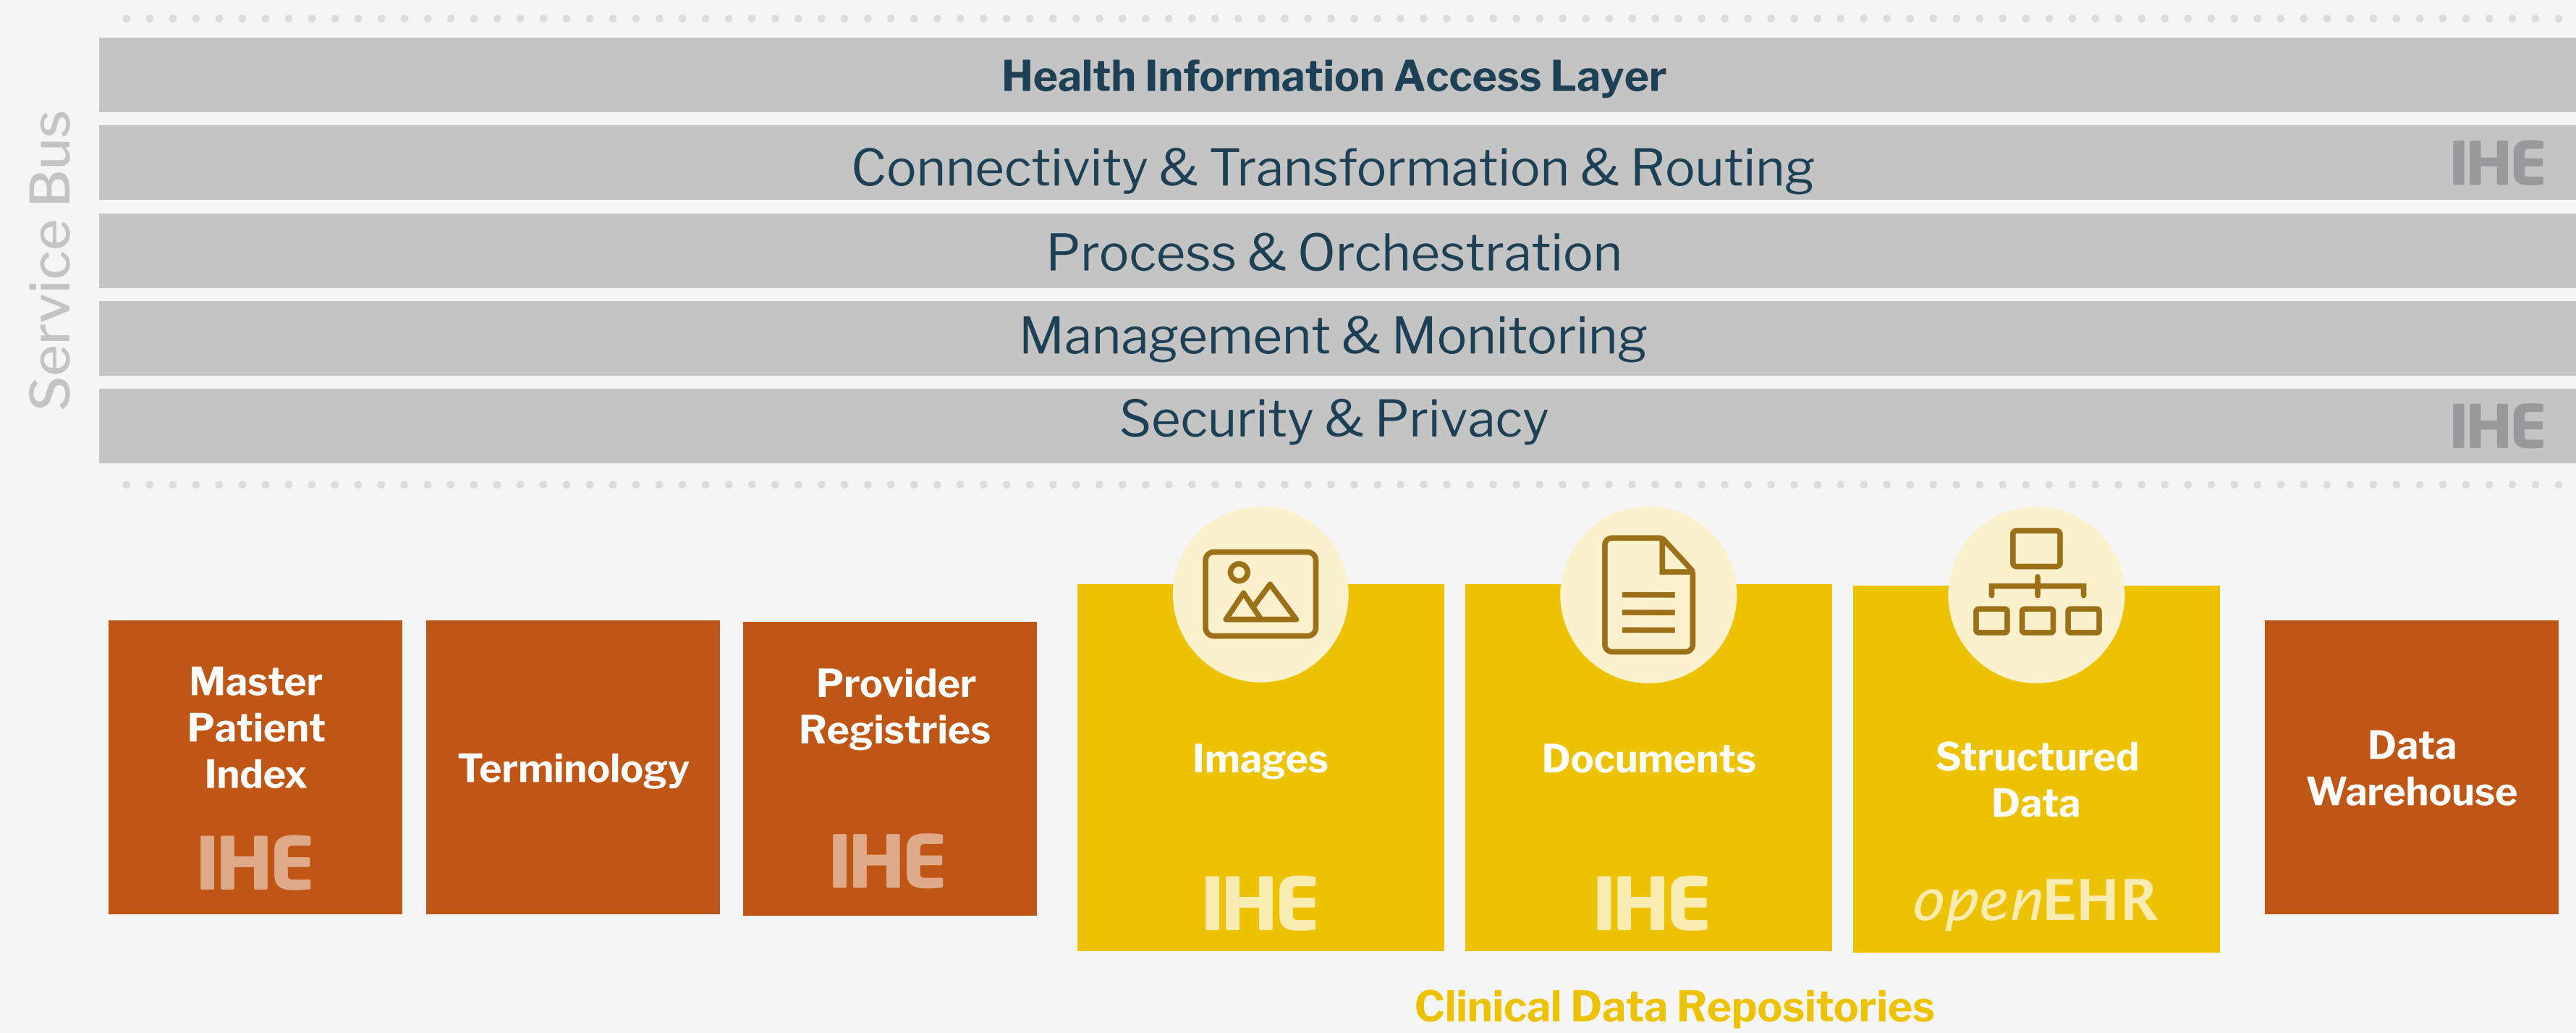 Service Bus
Health Information Access Layer
Connectivity & Transformation & Routing
IHE
Process & Orchestration
Management & Monitoring
Security & Privacy
IHE
Master
Patient
Index
IHE
Terminology
Provider
Registries
IHE
Images
IHE
Documents
IHE
Structured
Data
openEHR
Data
Warehouse
Clinical Data Repositories